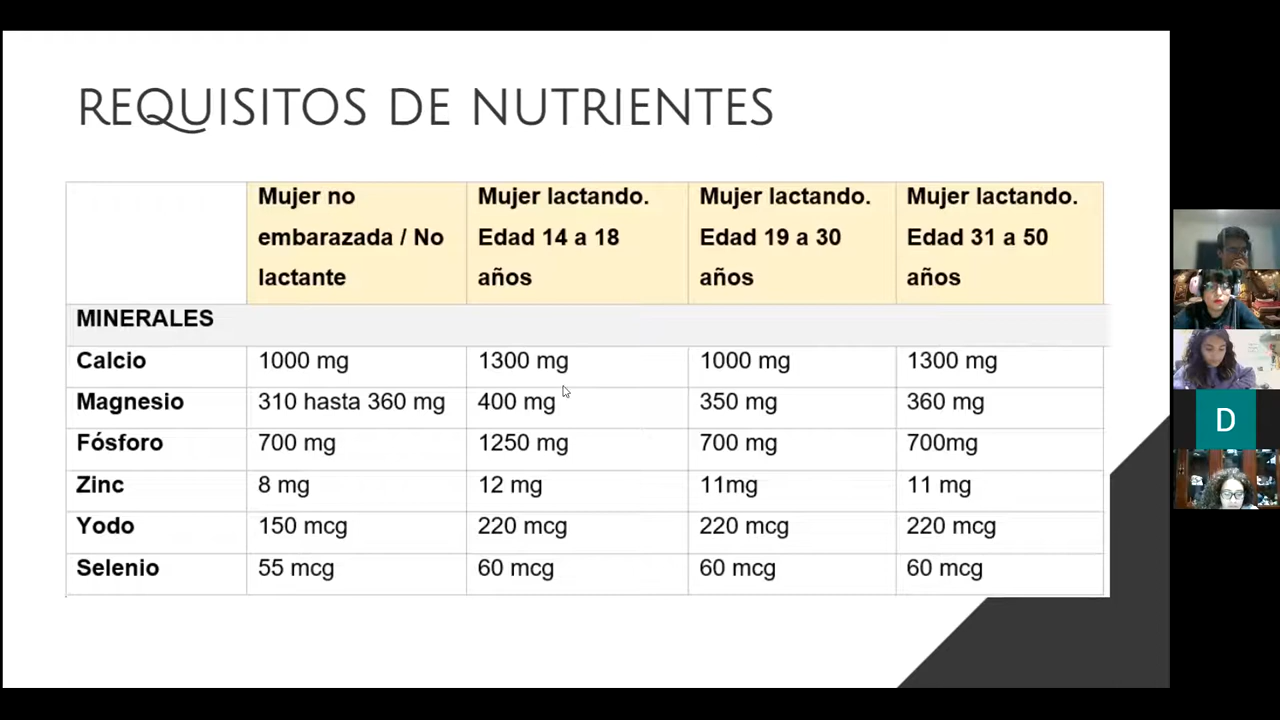 REQUISITOS DE NUTRIENTES
Mujer no embarazada / No lactante
Mujer lactando. Edad 14 a 18 años
Mujer lactando. Edad 19 a 30 años
Mujer lactando. Edad 31 a 50 años
MINERALES
Calcio 1000 mg 1300 mg 1000 mg 1300 mg
Magnesio 310 hasta 360 mg 400 mg 350 mg 360 mg
Fósforo 700 mg 1250 mg 700 mg 700mg
Zinc 8 mg 12 mg 11mg 11 mg
Yodo 150 mcg 220 mcg 220 mcg 220 mcg
Selenio 55 mcg 60 mcg 60 mcg 60 mcg
D